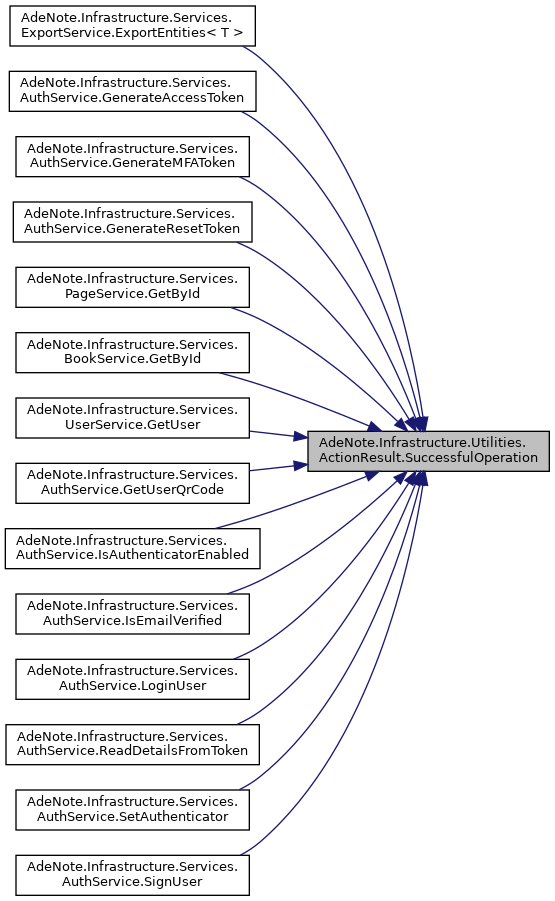 AdeNote.Infrastructure.Services.
ExportService.ExportEntities< T >
AdeNote.Infrastructure.Services.
AuthService.GenerateAccessToken
AdeNote.Infrastructure.Services.
AuthService.GenerateMFAToken
AdeNote.Infrastructure.Services.
AuthService.GenerateResetToken
AdeNote.Infrastructure.Services.
PageService.GetById
AdeNote.Infrastructure.Services.
BookService.GetById
AdeNote.Infrastructure.Services.
UserService.GetUser
AdeNote.Infrastructure.Utilities.
ActionResult.SuccessfulOperation
AdeNote.Infrastructure.Services.
AuthService.GetUserQrCode
AdeNote.Infrastructure.Services.
AuthService.IsAuthenticatorEnabled
AdeNote.Infrastructure.Services.
AuthService.IsEmailVerified
AdeNote.Infrastructure.Services.
AuthService.LoginUser
AdeNote.Infrastructure.Services.
AuthService.ReadDetailsFromToken
AdeNote.Infrastructure.Services.
AuthService.SetAuthenticator
AdeNote.Infrastructure.Services.
AuthService.SignUser